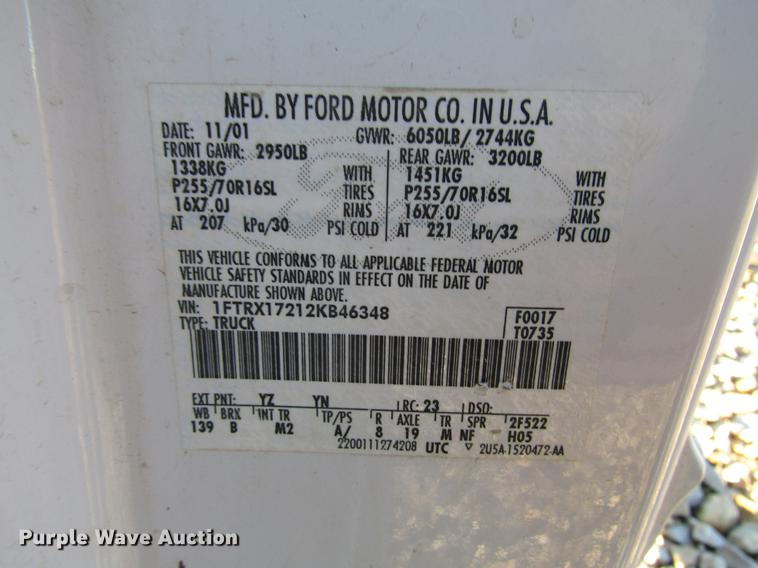 MFD. BY FORD MOTOR CO. IN U.S.A.
DATE: 11/01 GVWR: 6050LB/ 2744KG
FRONT GAWR: 2950LB REAR GAWR: 3200LB
1338KG WITH 1451KG WITH
P255/70R16SL TIRES P255/70R16SL TIRES
16X7.0J RIMS 16X7.0J RIMS
AT 207 kPa/30 PSI COLD AT 221 kPa/32 PSI COLD
THIS VEHICLE CONFORMS TO ALL APPLICABLE FEDERAL MOTOR
VEHICLE SAFETY STANDARDS IN EFFECT ON THE DATE OF
MANUFACTURE SHOWN ABOVE.
VIN: 1FTRX17212KB46348 F0017
TYPE: TRUCK T0735
EXT PNT: YZ YN RC: 23 DSO:
WB BRK INT TR TP/PS R AXLE TR SPR 2F522
139 B M2 A/ 8 19 M NF H05
2200111274208 UTC ▽ 2U5A-1520472-AA
Purple Wave Auction